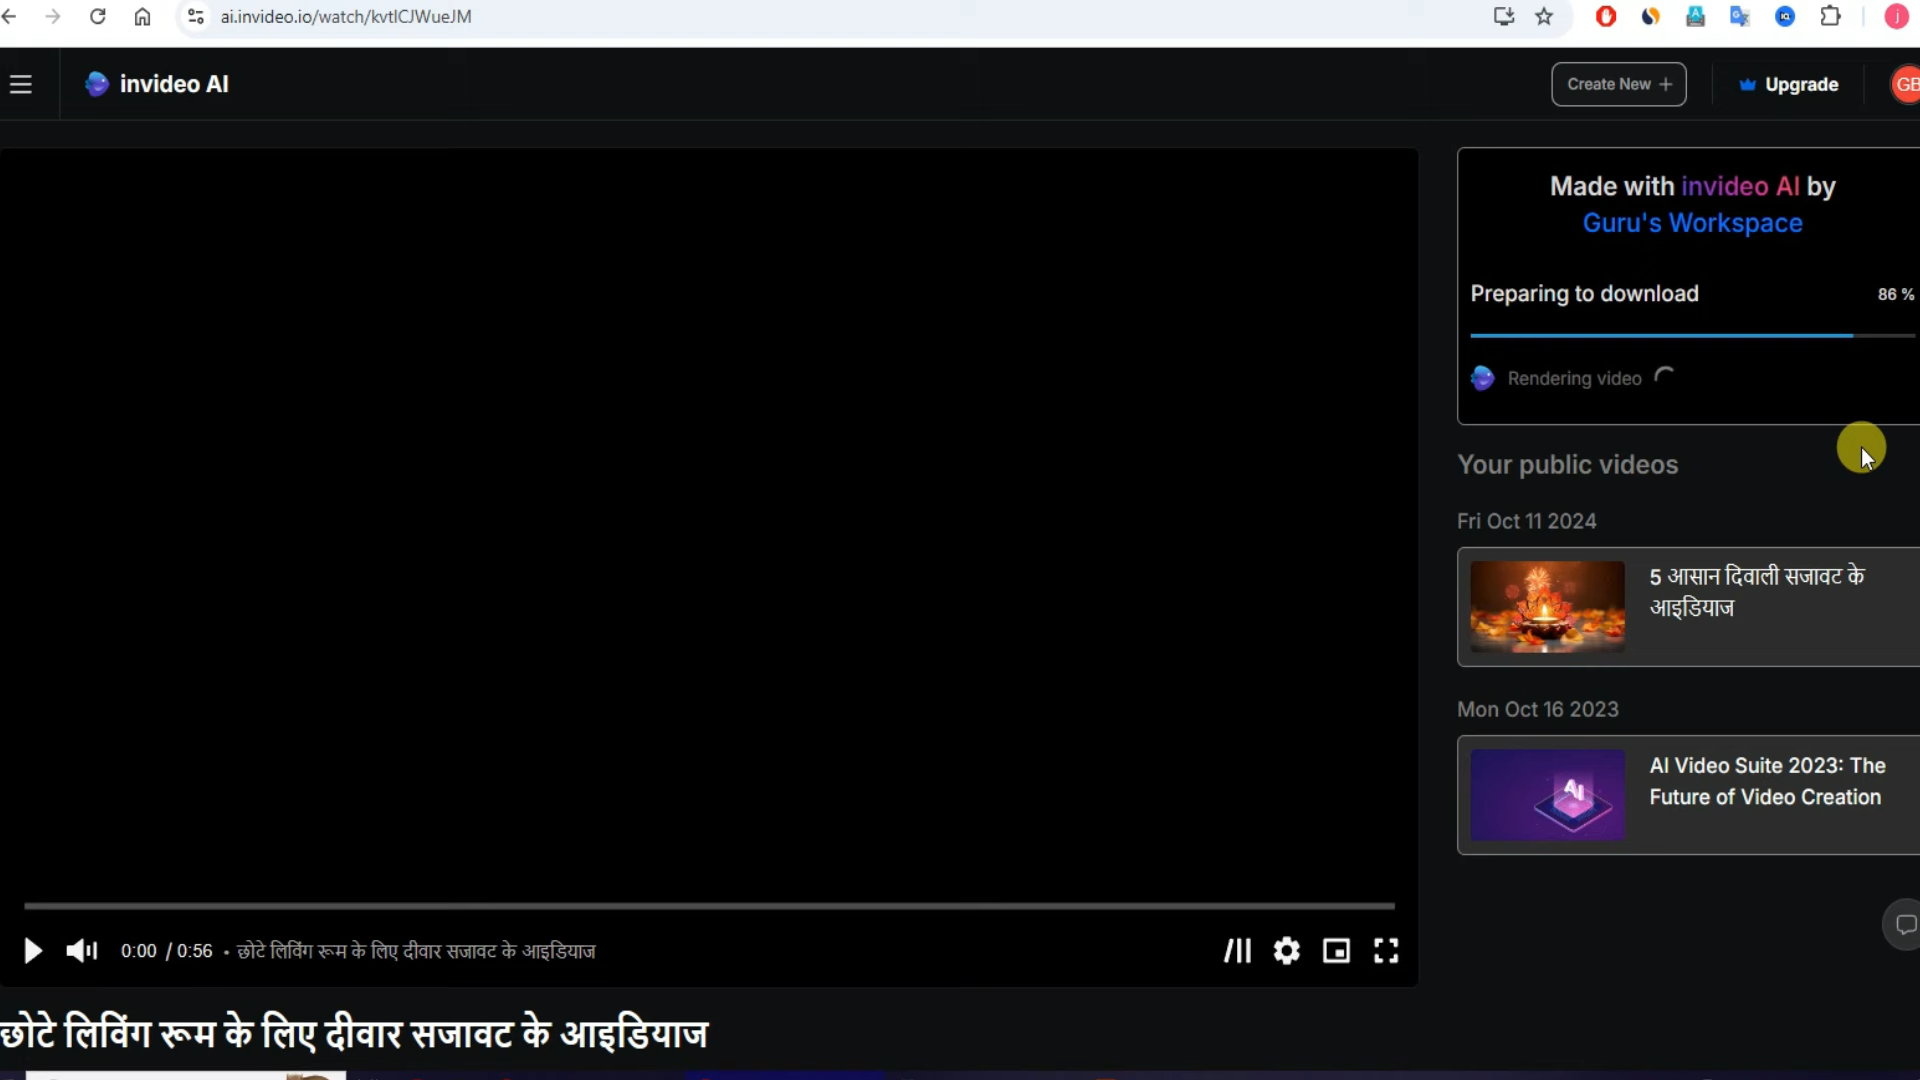 ai.invideo.io/watch/kvtlCJWueJM
j
invideo AI
Create New +
Upgrade
GB
Made with invideo AI by
Guru's Workspace
Preparing to download
86 %
Rendering video
Your public videos
Fri Oct 11 2024
5 आसान दिवाली सजावट के
आइडियाज
Mon Oct 16 2023
AI
AI Video Suite 2023: The
Future of Video Creation
0:00 / 0:56 • छोटे लिविंग रूम के लिए दीवार सजावट के आइडियाज
छोटे लिविंग रूम के लिए दीवार सजावट के आइडियाज